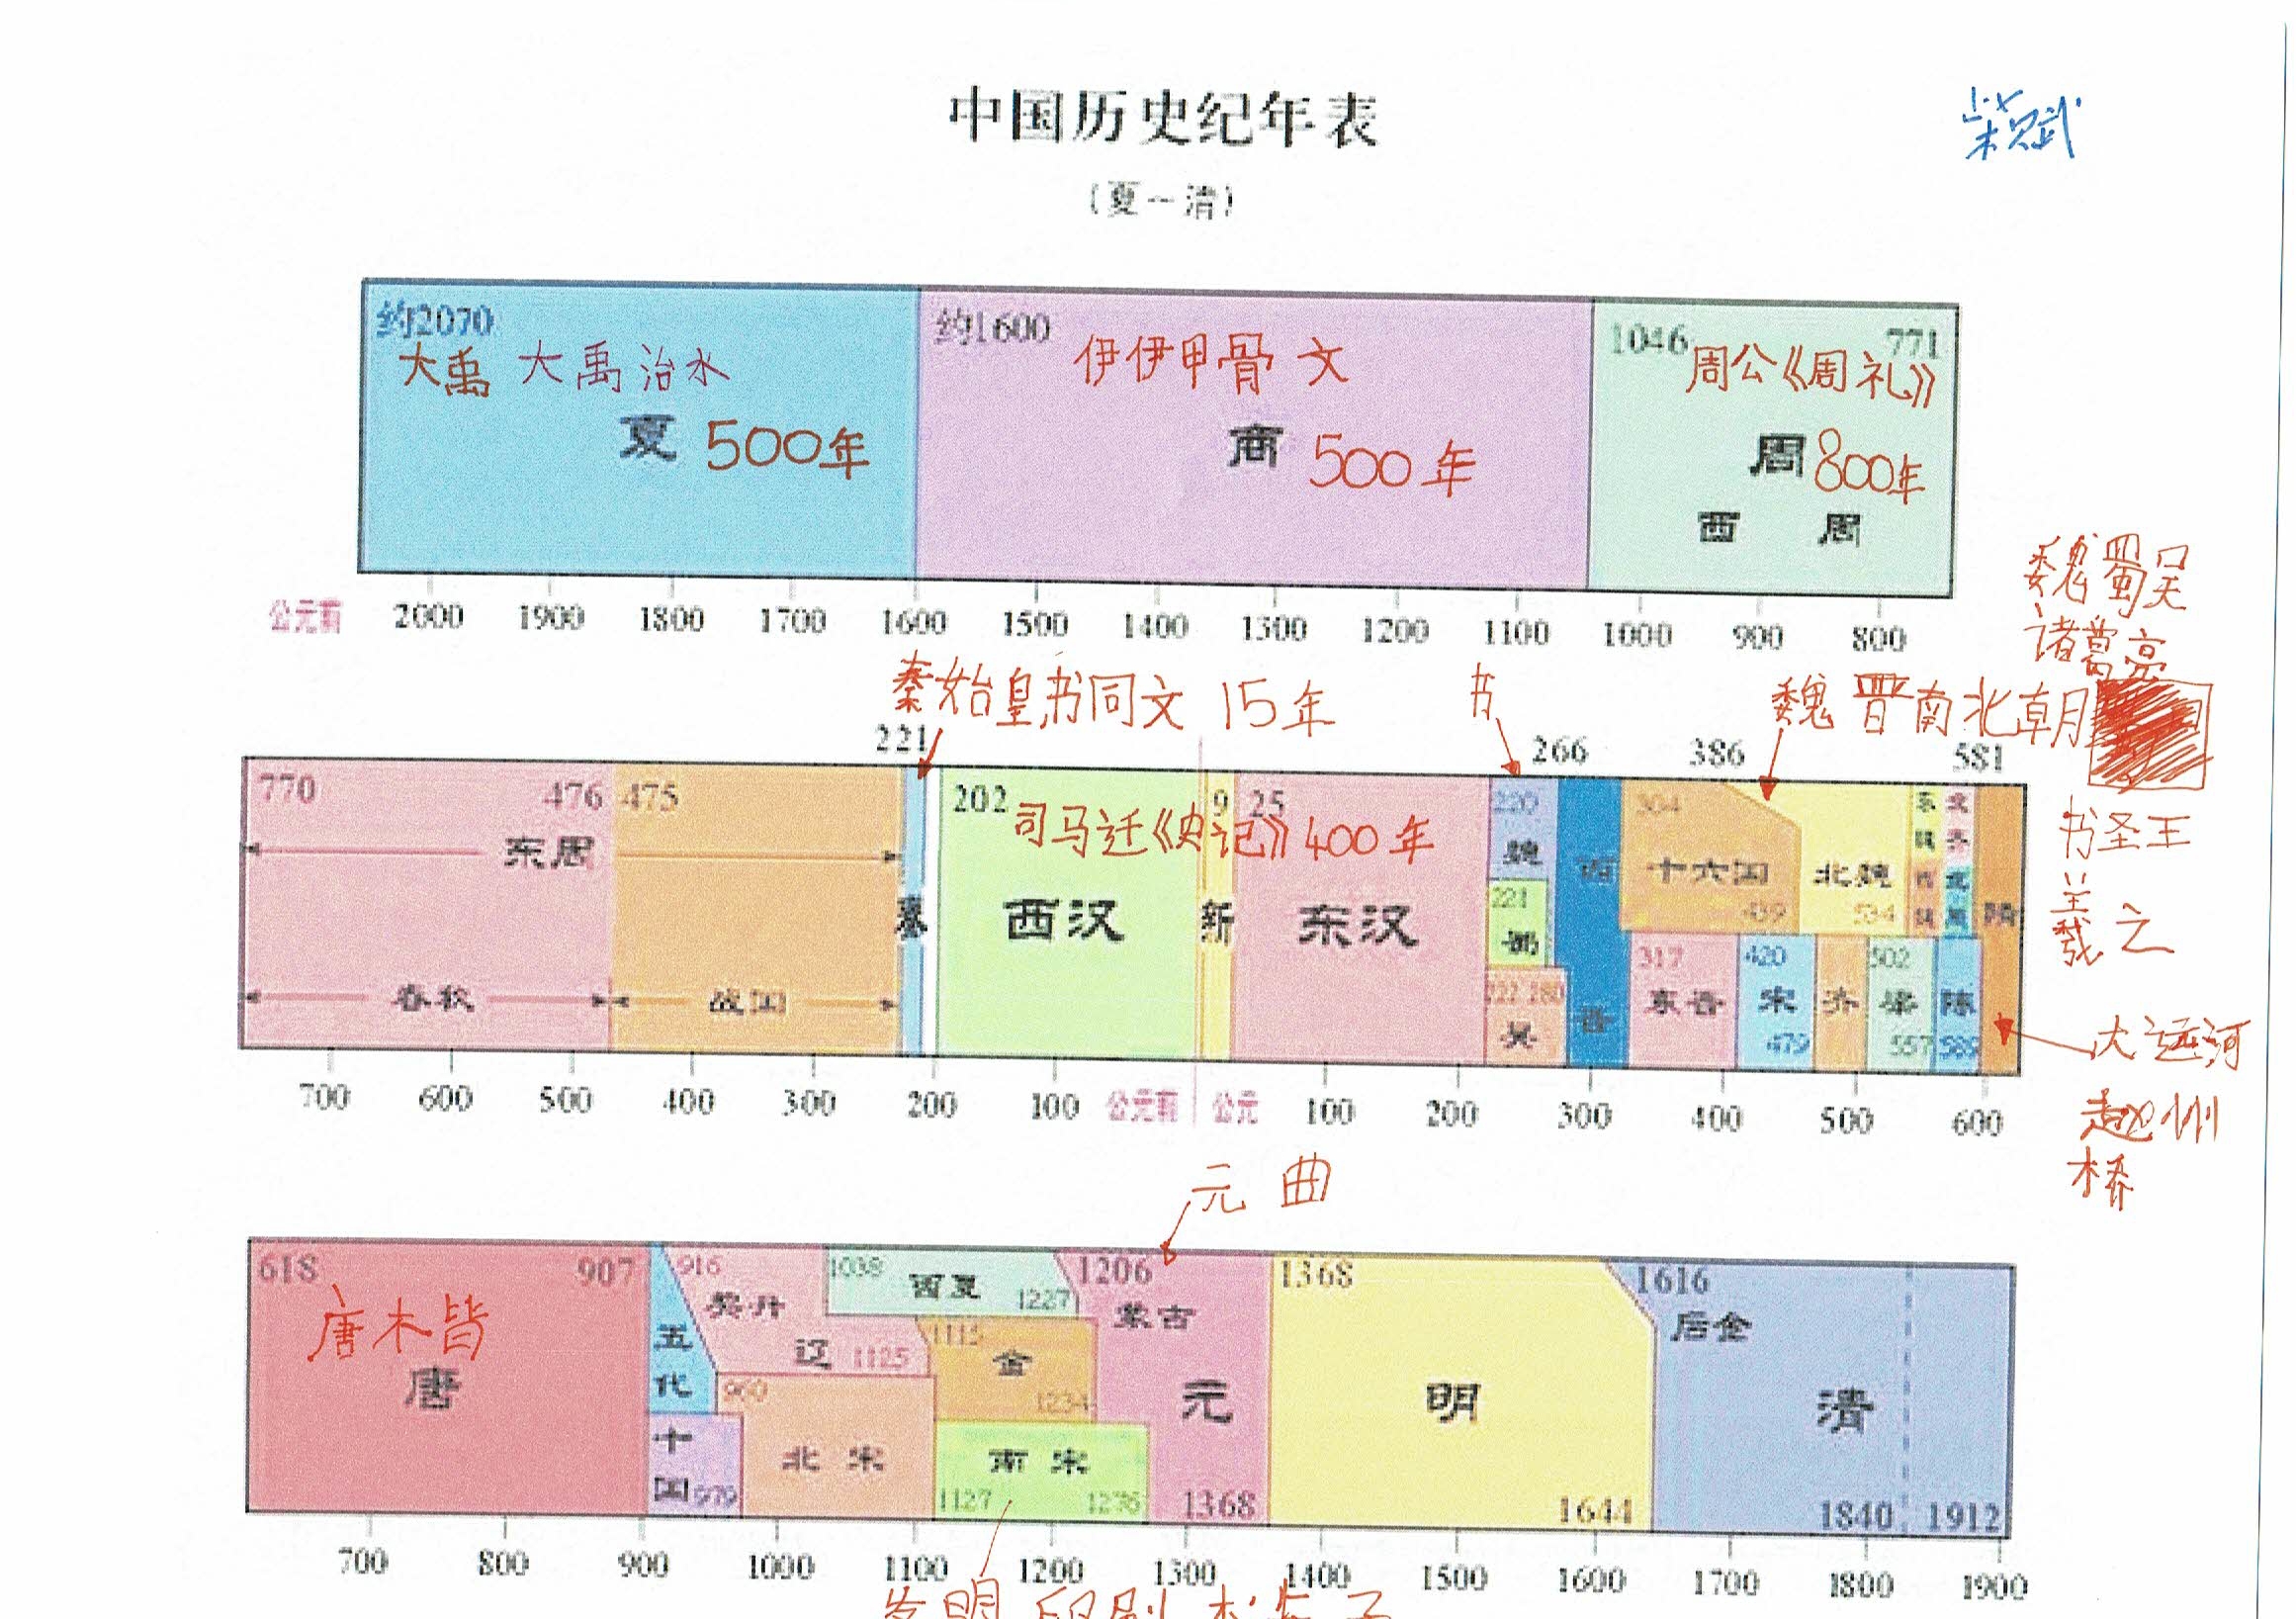 中国历史纪年表
(夏－清)
约2070
大禹 大禹治水
夏 500年
约1600
伊伊甲骨文
商 500年
1046 771
周公《周礼》
周 800年
西周
公元前 2000 1900 1800 1700 1600 1500 1400 1300 1200 1100 1000 900 800
魏蜀吴
诸葛亮
秦始皇书同文 15年
书
魏晋南北朝
221 266 386 581
770 476 475
东周
春秋 战国
秦
202
司马迁《史记》400年
西汉
9
新
25
东汉
220
魏
221
蜀
222 280
吴
西晋
304
十六国
439
北魏
534
东魏
北齐
西魏
北周
隋
317
东晋
420
宋
479
齐
502
梁
557
陈
589
书圣王
羲之
大运河
赵州
桥
700 600 500 400 300 200 100 公元前 公元 100 200 300 400 500 600
元曲
618 907
唐
五代
十国
979
916
契丹
辽 1125
1038
西夏
1227
1115
金
1234
960
北宋
南宋
1127 1276
1206
蒙古
元
1368
1368
明
1644
1616
后金
清
1840 1912
700 800 900 1000 1100 1200 1300 1400 1500 1600 1700 1800 1900
发明印刷